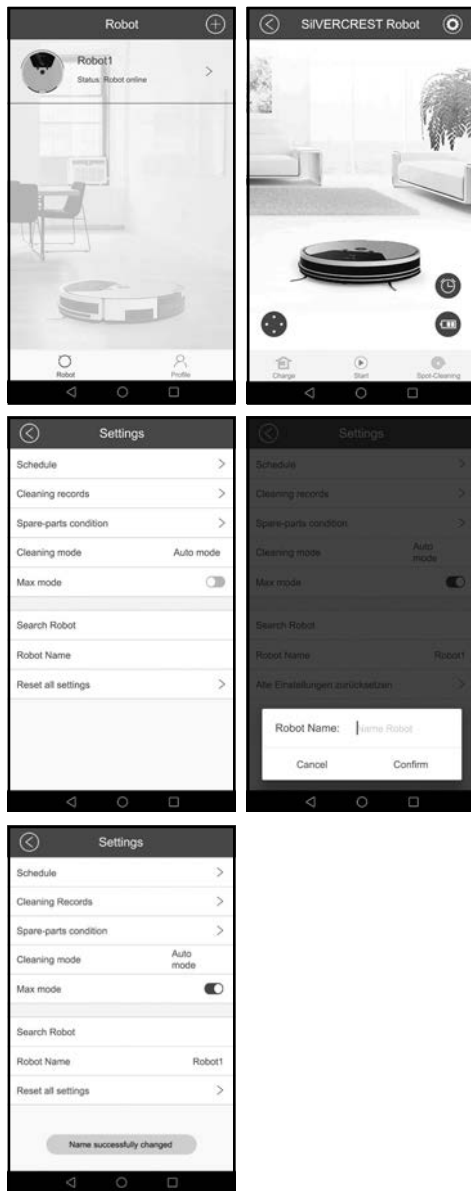 Robot
Robot1
Status: Robot online
Robot
Profile
SilVERCREST Robot
Charge
Start
Spot-Cleaning
Settings
Schedule
Cleaning records
Spare-parts condition
Cleaning mode Auto mode
Max mode
Search Robot
Robot Name
Reset all settings
Settings
Schedule
Cleaning records
Spare-parts condition
Cleaning mode Auto
mode
Max mode
Search Robot
Robot Name Robot1
Alle Einstellungen zurücksetzen
Robot Name: Name Robot
Cancel Confirm
Settings
Schedule
Cleaning Records
Spare-parts condition
Cleaning mode Auto
mode
Max mode
Search Robot
Robot Name Robot1
Reset all settings
Name successfully changed